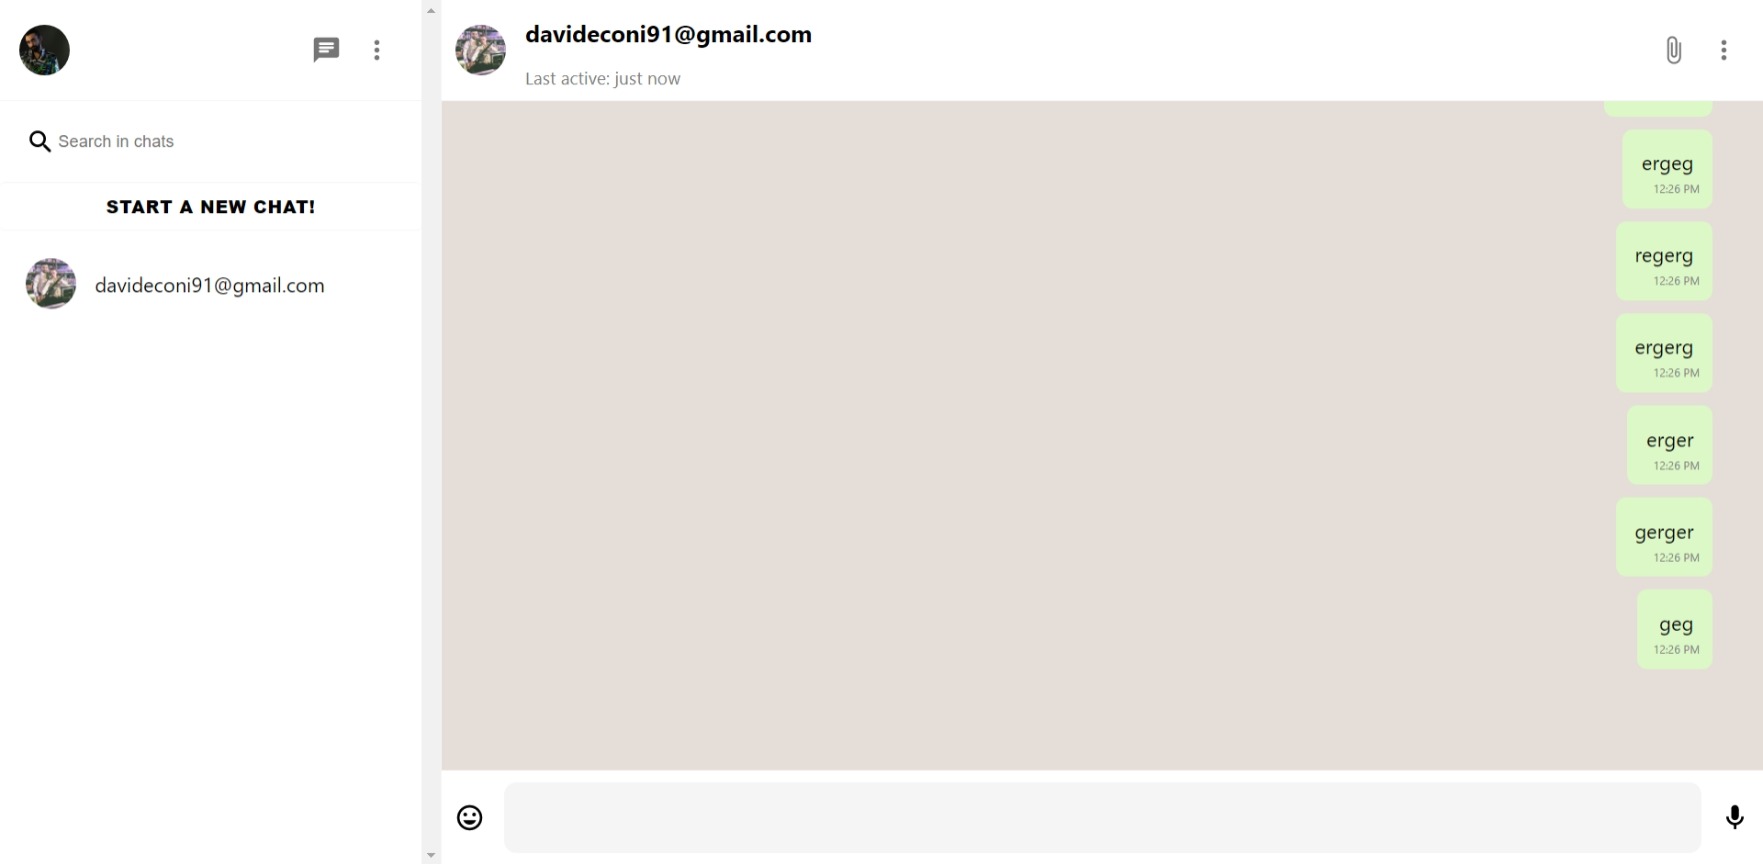 davideconi91@gmail.com
Last active: just now
Search in chats
START A NEW CHAT!
davideconi91@gmail.com
ergeg
12:26 PM
regerg
12:26 PM
ergerg
12:26 PM
erger
12:26 PM
gerger
12:26 PM
geg
12:26 PM